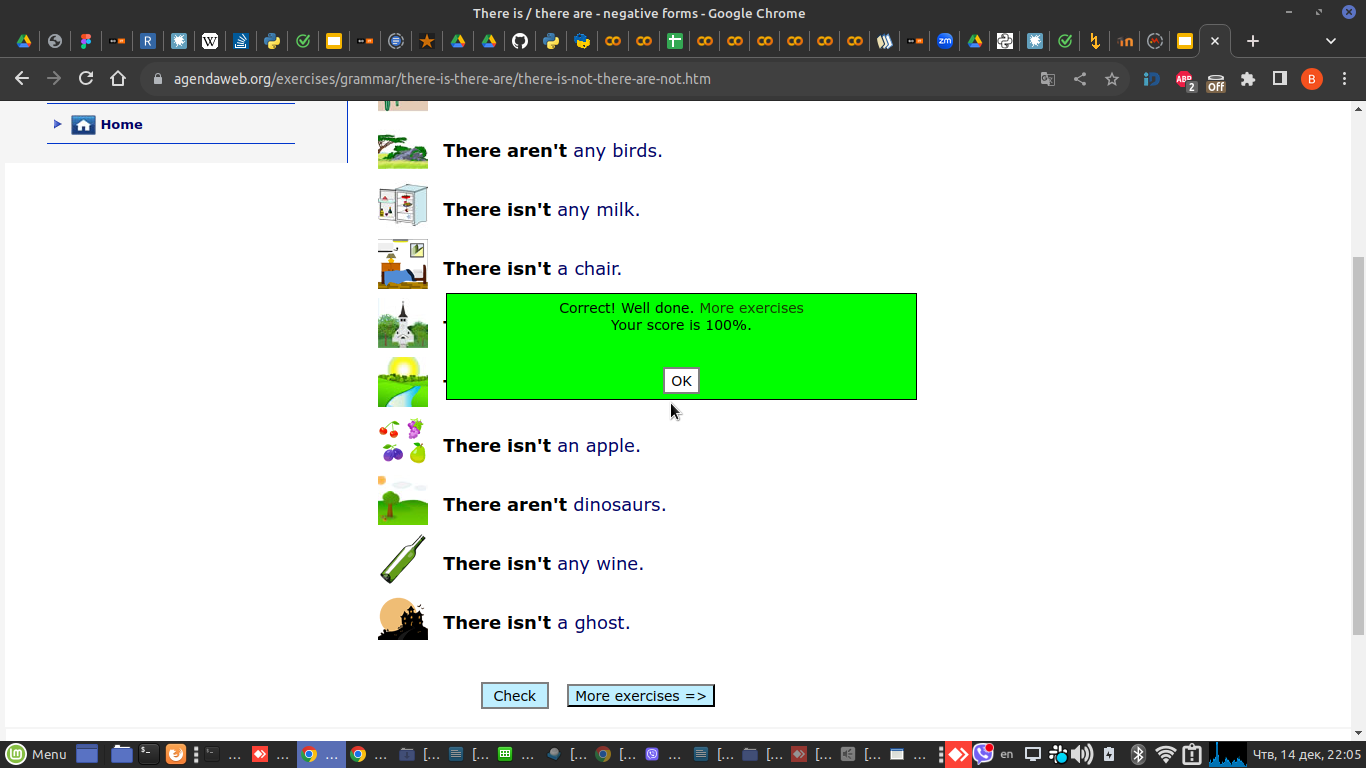 There is / there are - negative forms - Google Chrome
agendaweb.org/exercises/grammar/there-is-there-are/there-is-not-there-are-not.htm
Home
There aren't any birds.
There isn't any milk.
There isn't a chair.
Correct! Well done. More exercises
Your score is 100%.
OK
There isn't an apple.
There aren't dinosaurs.
There isn't any wine.
There isn't a ghost.
Check More exercises =>
Menu ... ... ... ... [... [... [... ... [... [... [... ... [... [... [... [... ... en Чтв, 14 дек, 22:05